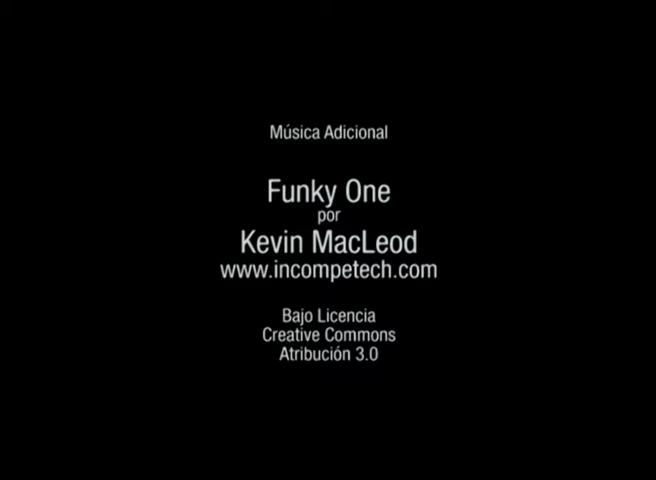 Música Adicional
Funky One
por
Kevin MacLeod
www.incompetech.com
Bajo Licencia
Creative Commons
Atribución 3.0